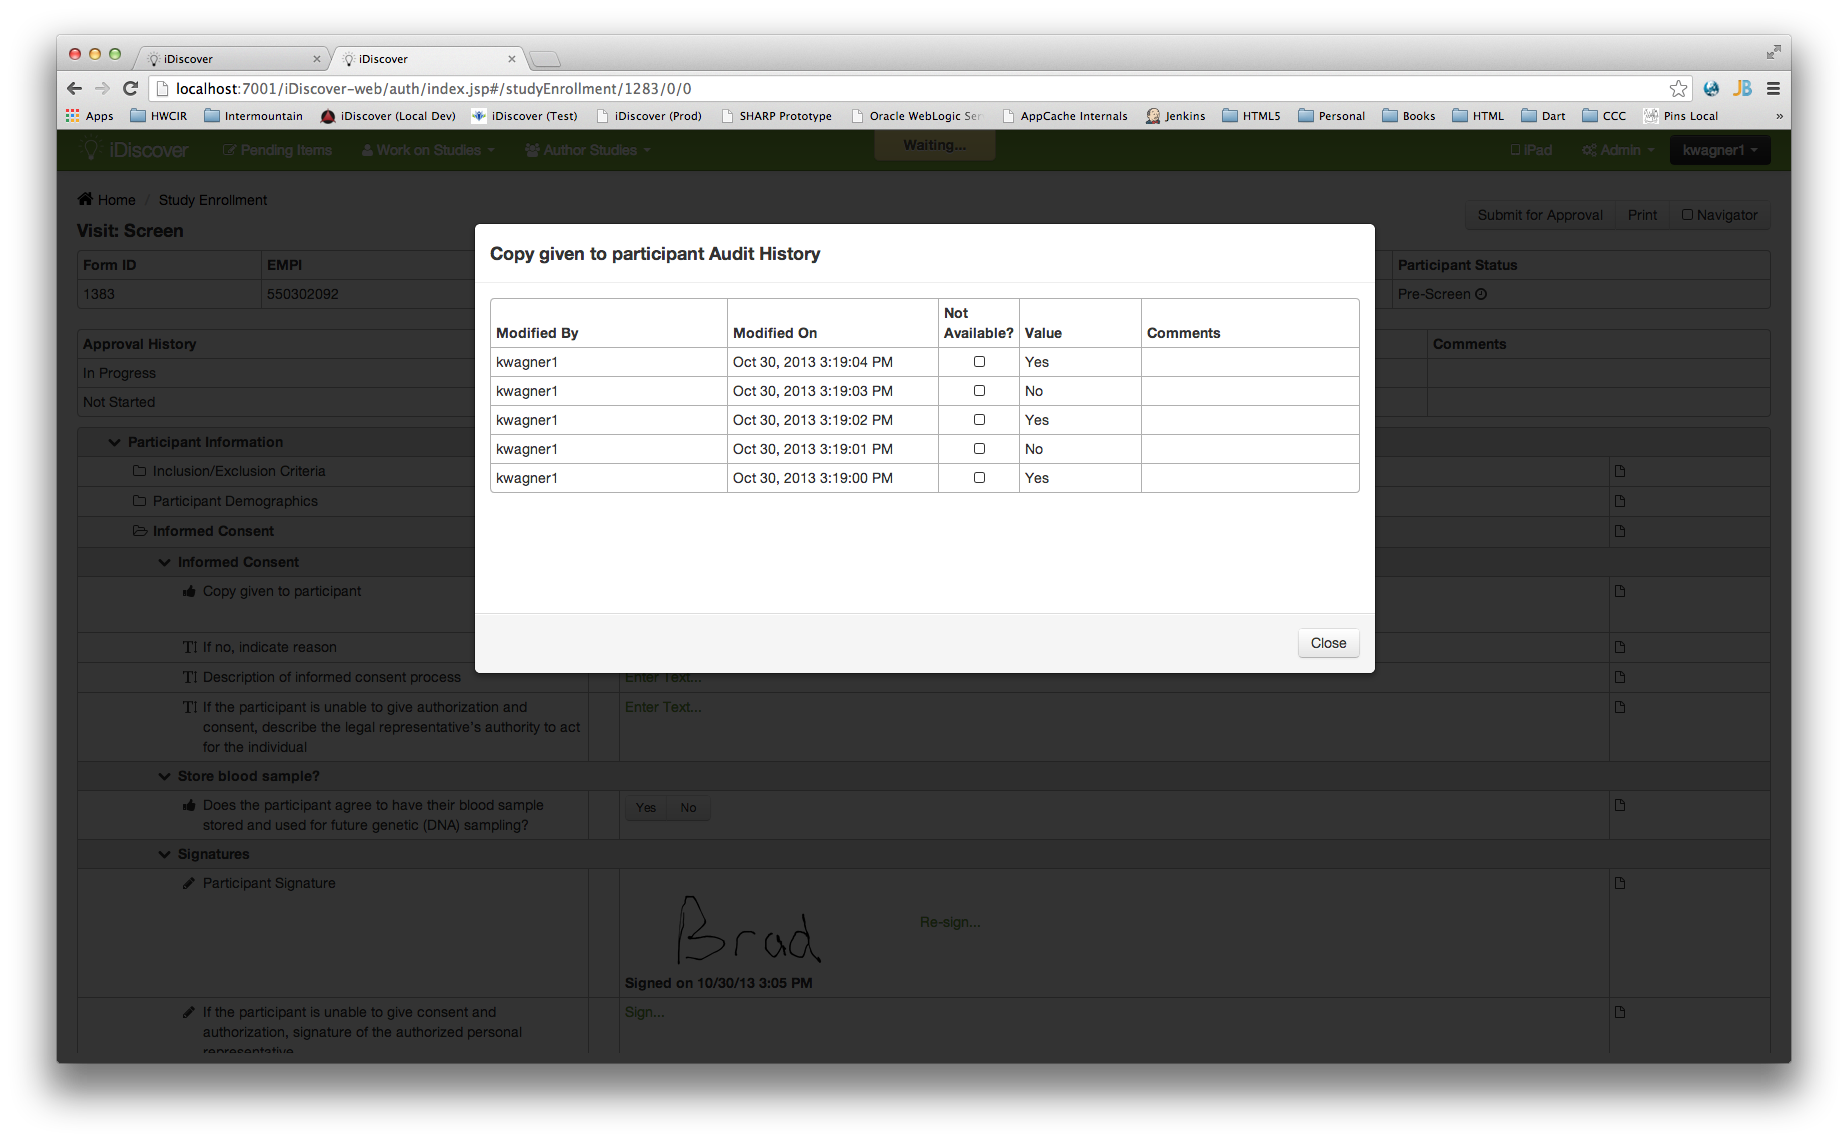 iDiscover
iDiscover
localhost:7001/iDiscover-web/auth/index.jsp#/studyEnrollment/1283/0/0
JB
Apps HWCIR Intermountain iDiscover (Local Dev) iDiscover (Test) iDiscover (Prod) SHARP Prototype Oracle WebLogic Ser AppCache Internals Jenkins HTML5 Personal Books HTML Dart CCC Pins Local »
iDiscover Pending Items Work on Studies Author Studies Waiting... IPad Admin kwagner1
Home / Study Enrollment
Submit for Approval Print Navigator
Visit: Screen
Form ID EMPI Participant Status
1383 550302092 Pre-Screen
Approval History Comments
In Progress
Not Started
Copy given to participant Audit History
Modified By Modified On Not Available? Value Comments
kwagner1 Oct 30, 2013 3:19:04 PM Yes
kwagner1 Oct 30, 2013 3:19:03 PM No
kwagner1 Oct 30, 2013 3:19:02 PM Yes
kwagner1 Oct 30, 2013 3:19:01 PM No
kwagner1 Oct 30, 2013 3:19:00 PM Yes
Close
Participant Information
Inclusion/Exclusion Criteria
Participant Demographics
Informed Consent
Informed Consent
Copy given to participant
TI If no, indicate reason
TI Description of informed consent process Enter Text...
TI If the participant is unable to give authorization and Enter Text...
consent, describe the legal representative's authority to act
for the individual
Store blood sample?
Does the participant agree to have their blood sample Yes No
stored and used for future genetic (DNA) sampling?
Signatures
Participant Signature
Brad
Re-sign...
Signed on 10/30/13 3:05 PM
If the participant is unable to give consent and Sign...
authorization, signature of the authorized personal
representative